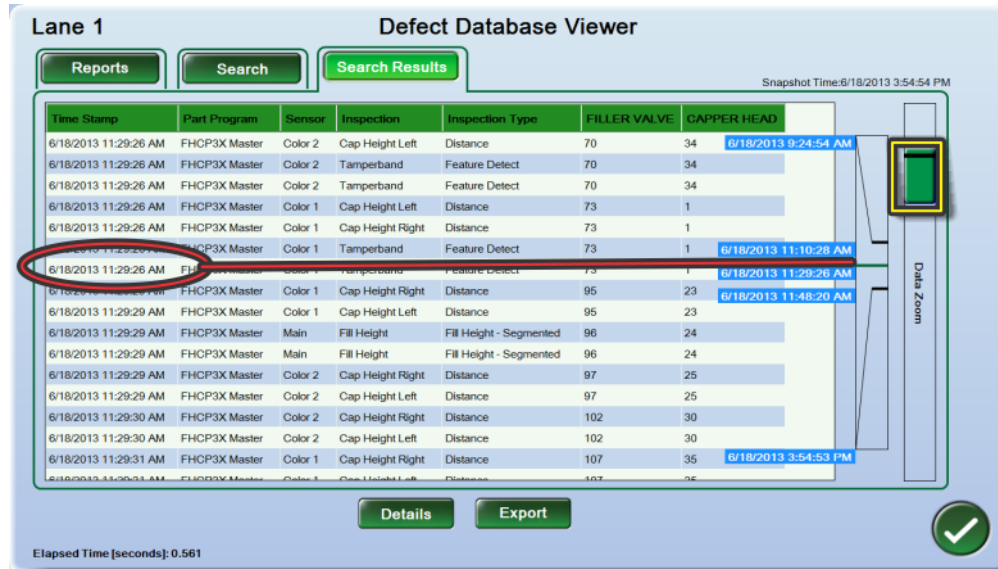 Lane 1 Defect Database Viewer
Reports Search Search Results
Snapshot Time:6/18/2013 3:54:54 PM
Time Stamp Part Program Sensor Inspection Inspection Type FILLER VALVE CAPPER HEAD
6/18/2013 11:29:26 AM FHCP3X Master Color 2 Cap Height Left Distance 70 34 6/18/2013 9:24:54 AM
6/18/2013 11:29:26 AM FHCP3X Master Color 2 Tamperband Feature Detect 70 34
6/18/2013 11:29:26 AM FHCP3X Master Color 2 Tamperband Feature Detect 70 34
6/18/2013 11:29:26 AM FHCP3X Master Color 1 Cap Height Left Distance 73 1
6/18/2013 11:29:26 AM FHCP3X Master Color 1 Cap Height Right Distance 73 1
Master Color 1 Tamperband Feature Detect 73 1 6/18/2013 11:10:28 AM
6/18/2013 11:29:26 AM 6/18/2013 11:29:26 AM
FHCP3X Master Color 1 Cap Height Right Distance 95 23 6/18/2013 11:48:20 AM
6/18/2013 11:29:29 AM FHCP3X Master Color 1 Cap Height Left Distance 95 23
6/18/2013 11:29:29 AM FHCP3X Master Main Fill Height Fill Height - Segmented 96 24
6/18/2013 11:29:29 AM FHCP3X Master Main Fill Height Fill Height - Segmented 96 24
6/18/2013 11:29:29 AM FHCP3X Master Color 2 Cap Height Right Distance 97 25
6/18/2013 11:29:29 AM FHCP3X Master Color 2 Cap Height Left Distance 97 25
6/18/2013 11:29:30 AM FHCP3X Master Color 2 Cap Height Right Distance 102 30
6/18/2013 11:29:30 AM FHCP3X Master Color 2 Cap Height Left Distance 102 30
6/18/2013 11:29:31 AM FHCP3X Master Color 1 Cap Height Right Distance 107 35 6/18/2013 3:54:53 PM
Data Zoom
Details Export
Elapsed Time [seconds]: 0.561